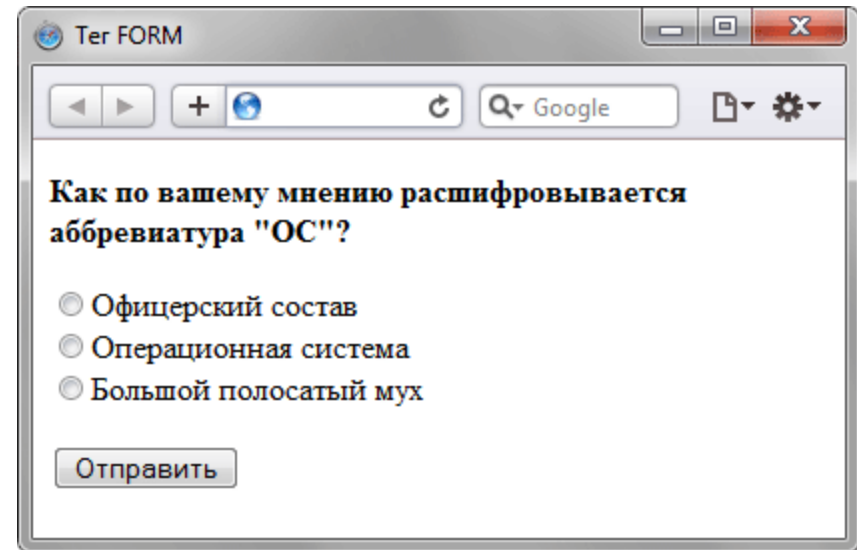 Тег FORM
Google
Как по вашему мнению расшифровывается
аббревиатура "ОС"?
Офицерский состав
Операционная система
Большой полосатый мух
Отправить